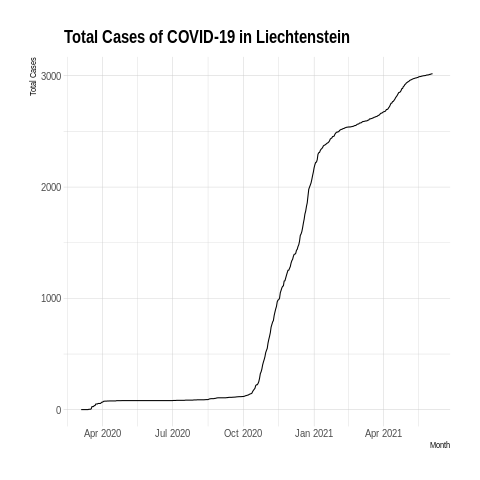 Total Cases of COVID-19 in Liechtenstein
Total Cases
3000
2000
1000
0
Apr 2020 Jul 2020 Oct 2020 Jan 2021 Apr 2021
Month